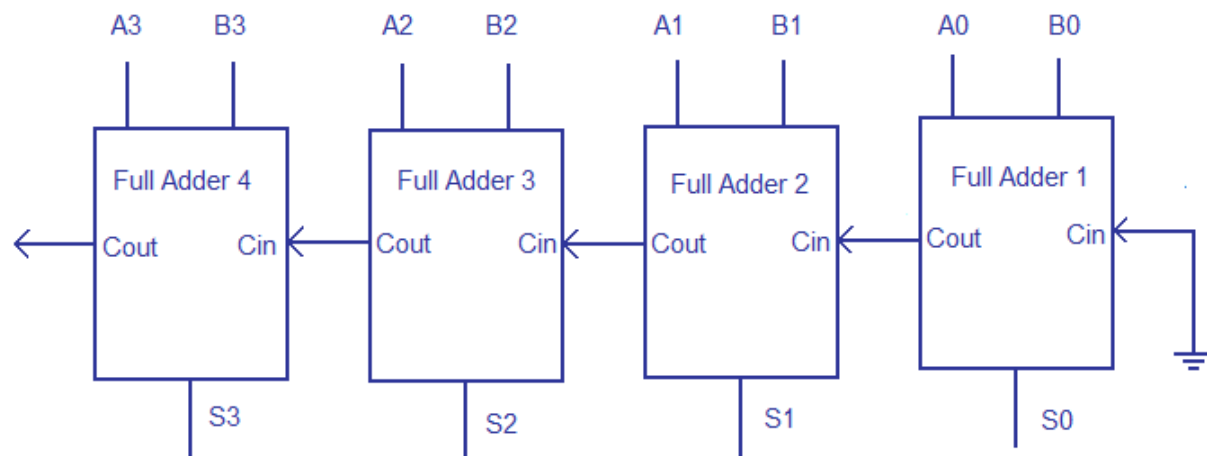 A3 B3 A2 B2 A1 B1 A0 B0
Full Adder 4 Full Adder 3 Full Adder 2 Full Adder 1
Cout Cin Cout Cin Cout Cin Cout Cin
S3 S2 S1 S0